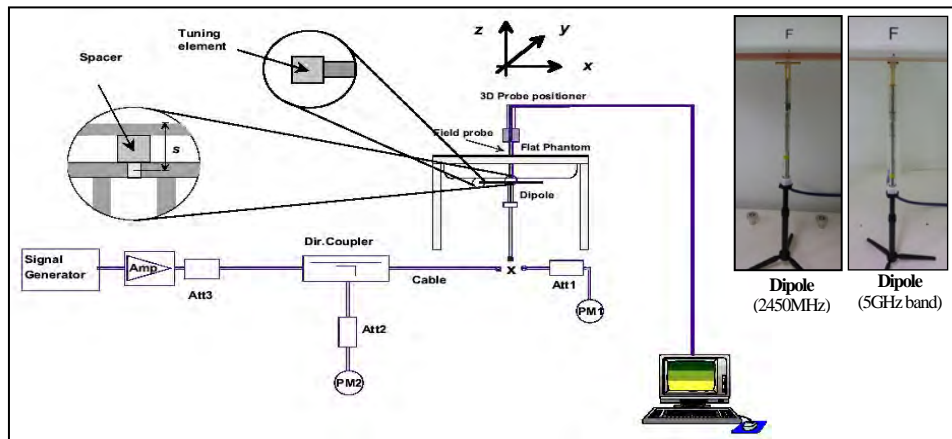 Tuning
element
Spacer
s
z
y
x
3D Probe positioner
Field probe
Flat Phantom
Dipole
Signal
Generator
Amp
Att3
Dir.Coupler
Cable
x
Att1
PM1
Att2
PM2
F
Dipole
(2450MHz)
F
Dipole
(5GHz band)